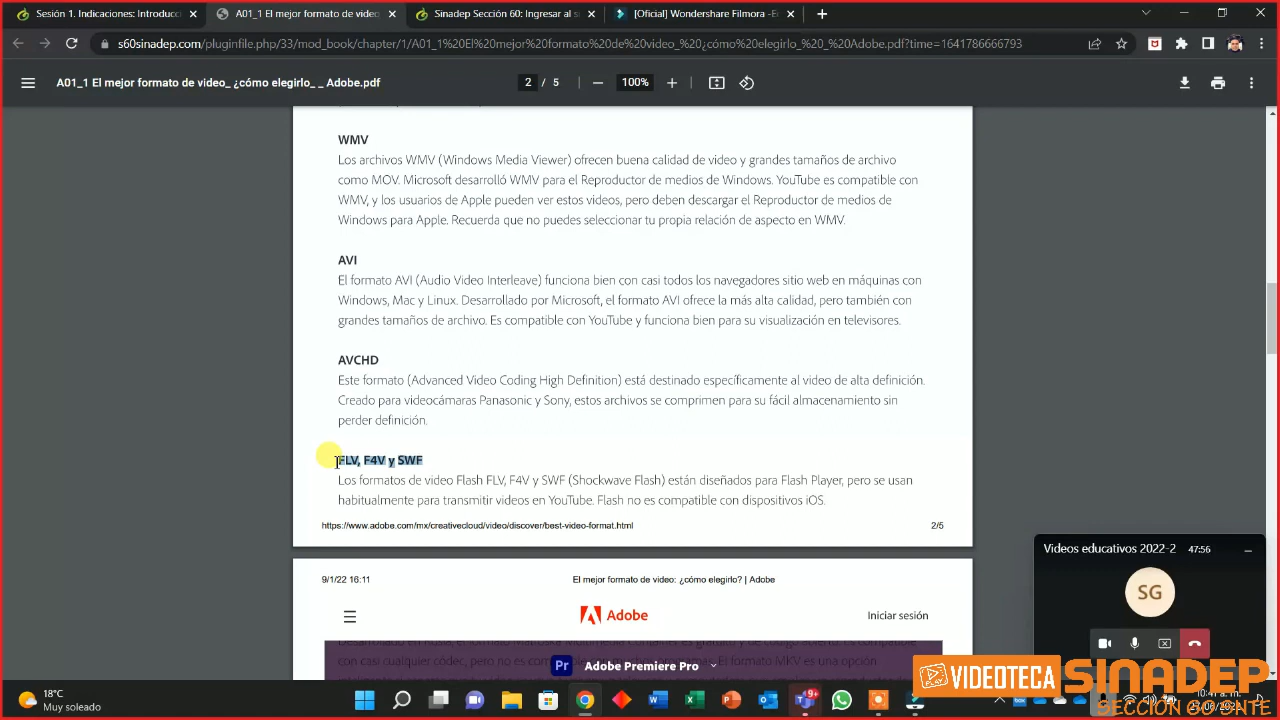 Sesión 1. Indicaciones: Introducci
A01_1 El mejor formato de video
Sinadep Sección 60: Ingresar al s
[Oficial] Wondershare Filmora -Ed
s60sinadep.com/pluginfile.php/33/mod_book/chapter/1/A01_1%20El%20mejor%20formato%20de%20video_%20¿cómo%20elegirlo_%20_%20Adobe.pdf?time=1641786666793
A01_1 El mejor formato de video_ ¿cómo elegirlo_ _ Adobe.pdf
2 / 5
100%
WMV
Los archivos WMV (Windows Media Viewer) ofrecen buena calidad de video y grandes tamaños de archivo
como MOV. Microsoft desarrolló WMV para el Reproductor de medios de Windows. YouTube es compatible con
WMV, y los usuarios de Apple pueden ver estos videos, pero deben descargar el Reproductor de medios de
Windows para Apple. Recuerda que no puedes seleccionar tu propia relación de aspecto en WMV.
AVI
El formato AVI (Audio Video Interleave) funciona bien con casi todos los navegadores sitio web en máquinas con
Windows, Mac y Linux. Desarrollado por Microsoft, el formato AVI ofrece la más alta calidad, pero también con
grandes tamaños de archivo. Es compatible con YouTube y funciona bien para su visualización en televisores.
AVCHD
Este formato (Advanced Video Coding High Definition) está destinado específicamente al video de alta definición.
Creado para videocámaras Panasonic y Sony, estos archivos se comprimen para su fácil almacenamiento sin
perder definición.
FLV, F4V y SWF
Los formatos de video Flash FLV, F4V y SWF (Shockwave Flash) están diseñados para Flash Player, pero se usan
habitualmente para transmitir videos en YouTube. Flash no es compatible con dispositivos iOS.
https://www.adobe.com/mx/creativecloud/video/discover/best-video-format.html
2/5
9/1/22 16:11
El mejor formato de video: ¿cómo elegirlo? | Adobe
Adobe
Iniciar sesión
Pr Adobe Premiere Pro
Videos educativos 2022-2
47:56
SG
VIDEOTECA SINADEP
SECCIÓN 60 SNTE
18°C
Muy soleado